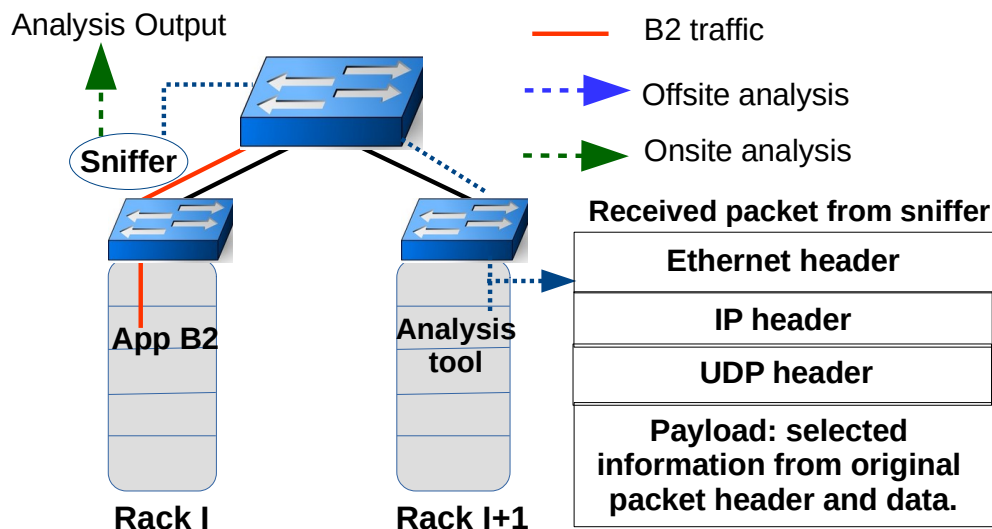 Analysis Output
B2 traffic
Offsite analysis
Onsite analysis
Sniffer
Received packet from sniffer
Ethernet header
IP header
UDP header
Payload: selected
information from original
packet header and data.
App B2
Analysis
tool
Rack I
Rack I+1